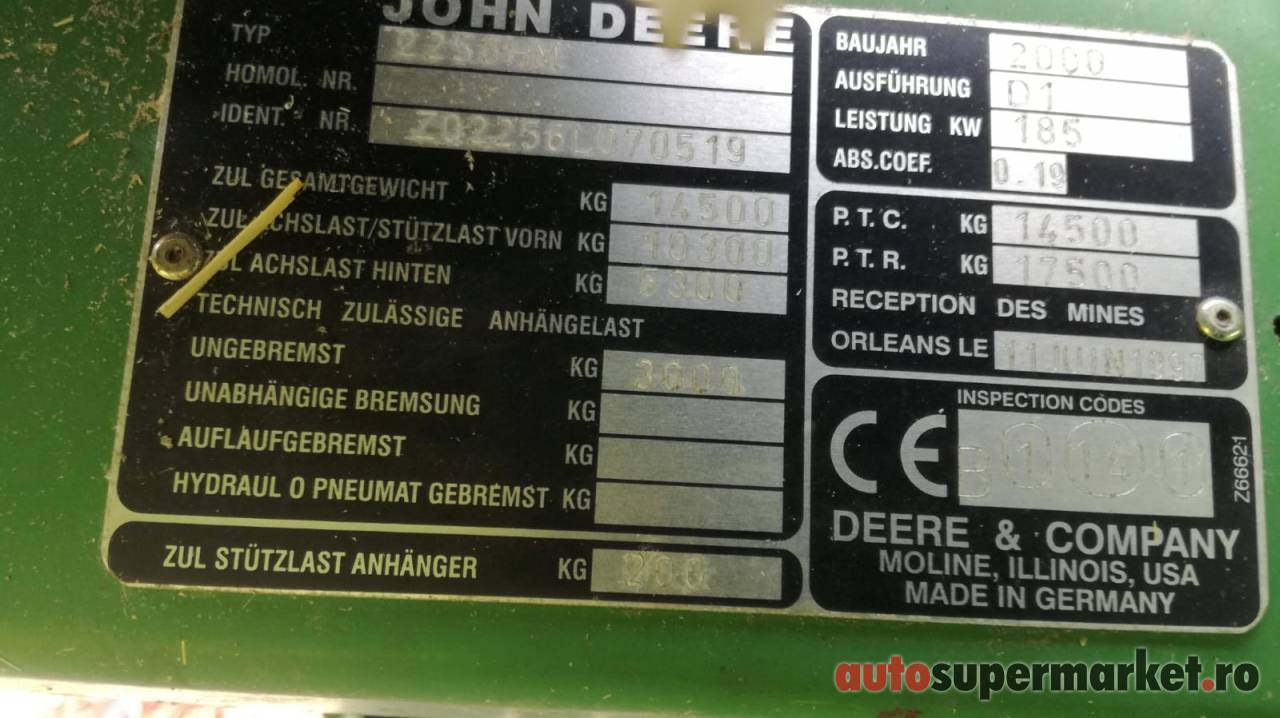 JOHN DEERE
TYP
HOMOL. NR.
IDENT. NR. Z02256L070519
ZUL GESAMTGEWICHT KG 14500
ZUL ACHSLAST/STÜTZLAST VORN KG 10300
ZUL ACHSLAST HINTEN KG 6300
TECHNISCH ZULÄSSIGE ANHÄNGELAST
UNGEBREMST KG 3000
UNABHÄNGIGE BREMSUNG KG
AUFLAUFGEBREMST KG
HYDRAUL O PNEUMAT GEBREMST KG
ZUL STÜTZLAST ANHÄNGER KG
BAUJAHR 2000
AUSFÜHRUNG D1
LEISTUNG KW 185
ABS.COEF. 0.19
P.T.C. KG 14500
P.T.R. KG 17500
RECEPTION DES MINES
ORLEANS LE 11JUIN1997
INSPECTION CODES
CE
Z66621
DEERE & COMPANY
MOLINE, ILLINOIS, USA
MADE IN GERMANY
autosupermarket.ro